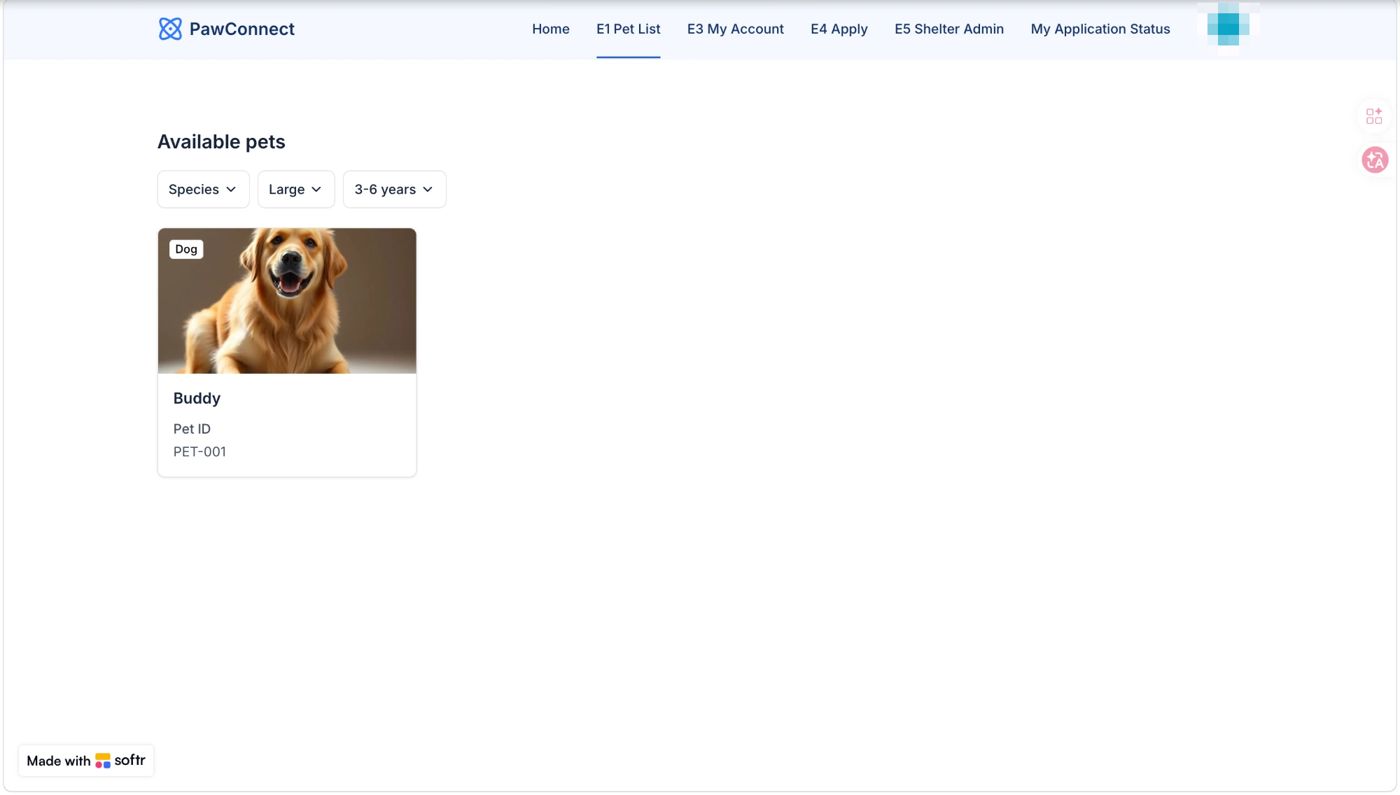 PawConnect
Home E1 Pet List E3 My Account E4 Apply E5 Shelter Admin My Application Status
Available pets
Species Large 3-6 years
Dog
Buddy
Pet ID
PET-001
Made with softr